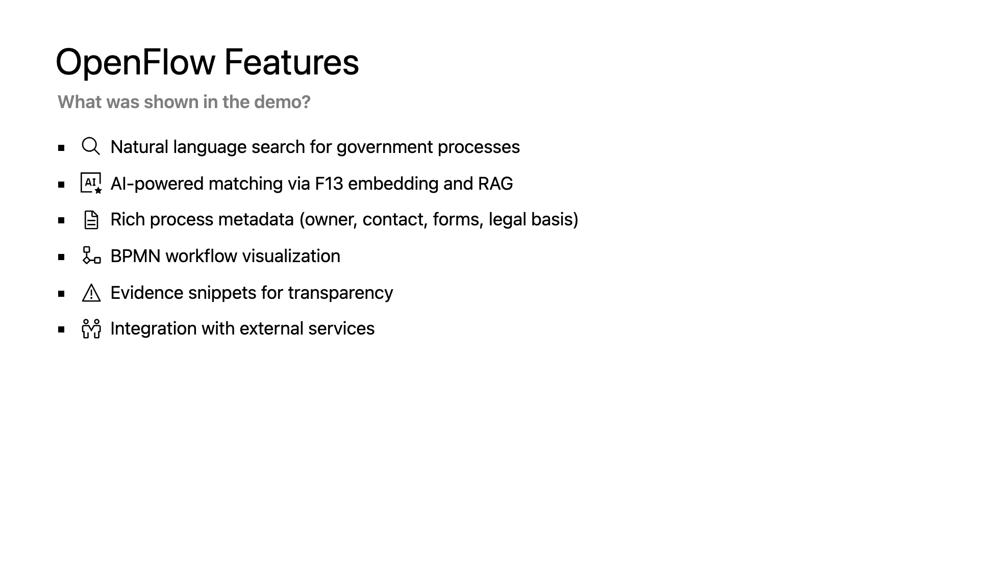 OpenFlow Features
What was shown in the demo?
Natural language search for government processes
AI AI-powered matching via F13 embedding and RAG
Rich process metadata (owner, contact, forms, legal basis)
BPMN workflow visualization
Evidence snippets for transparency
Integration with external services